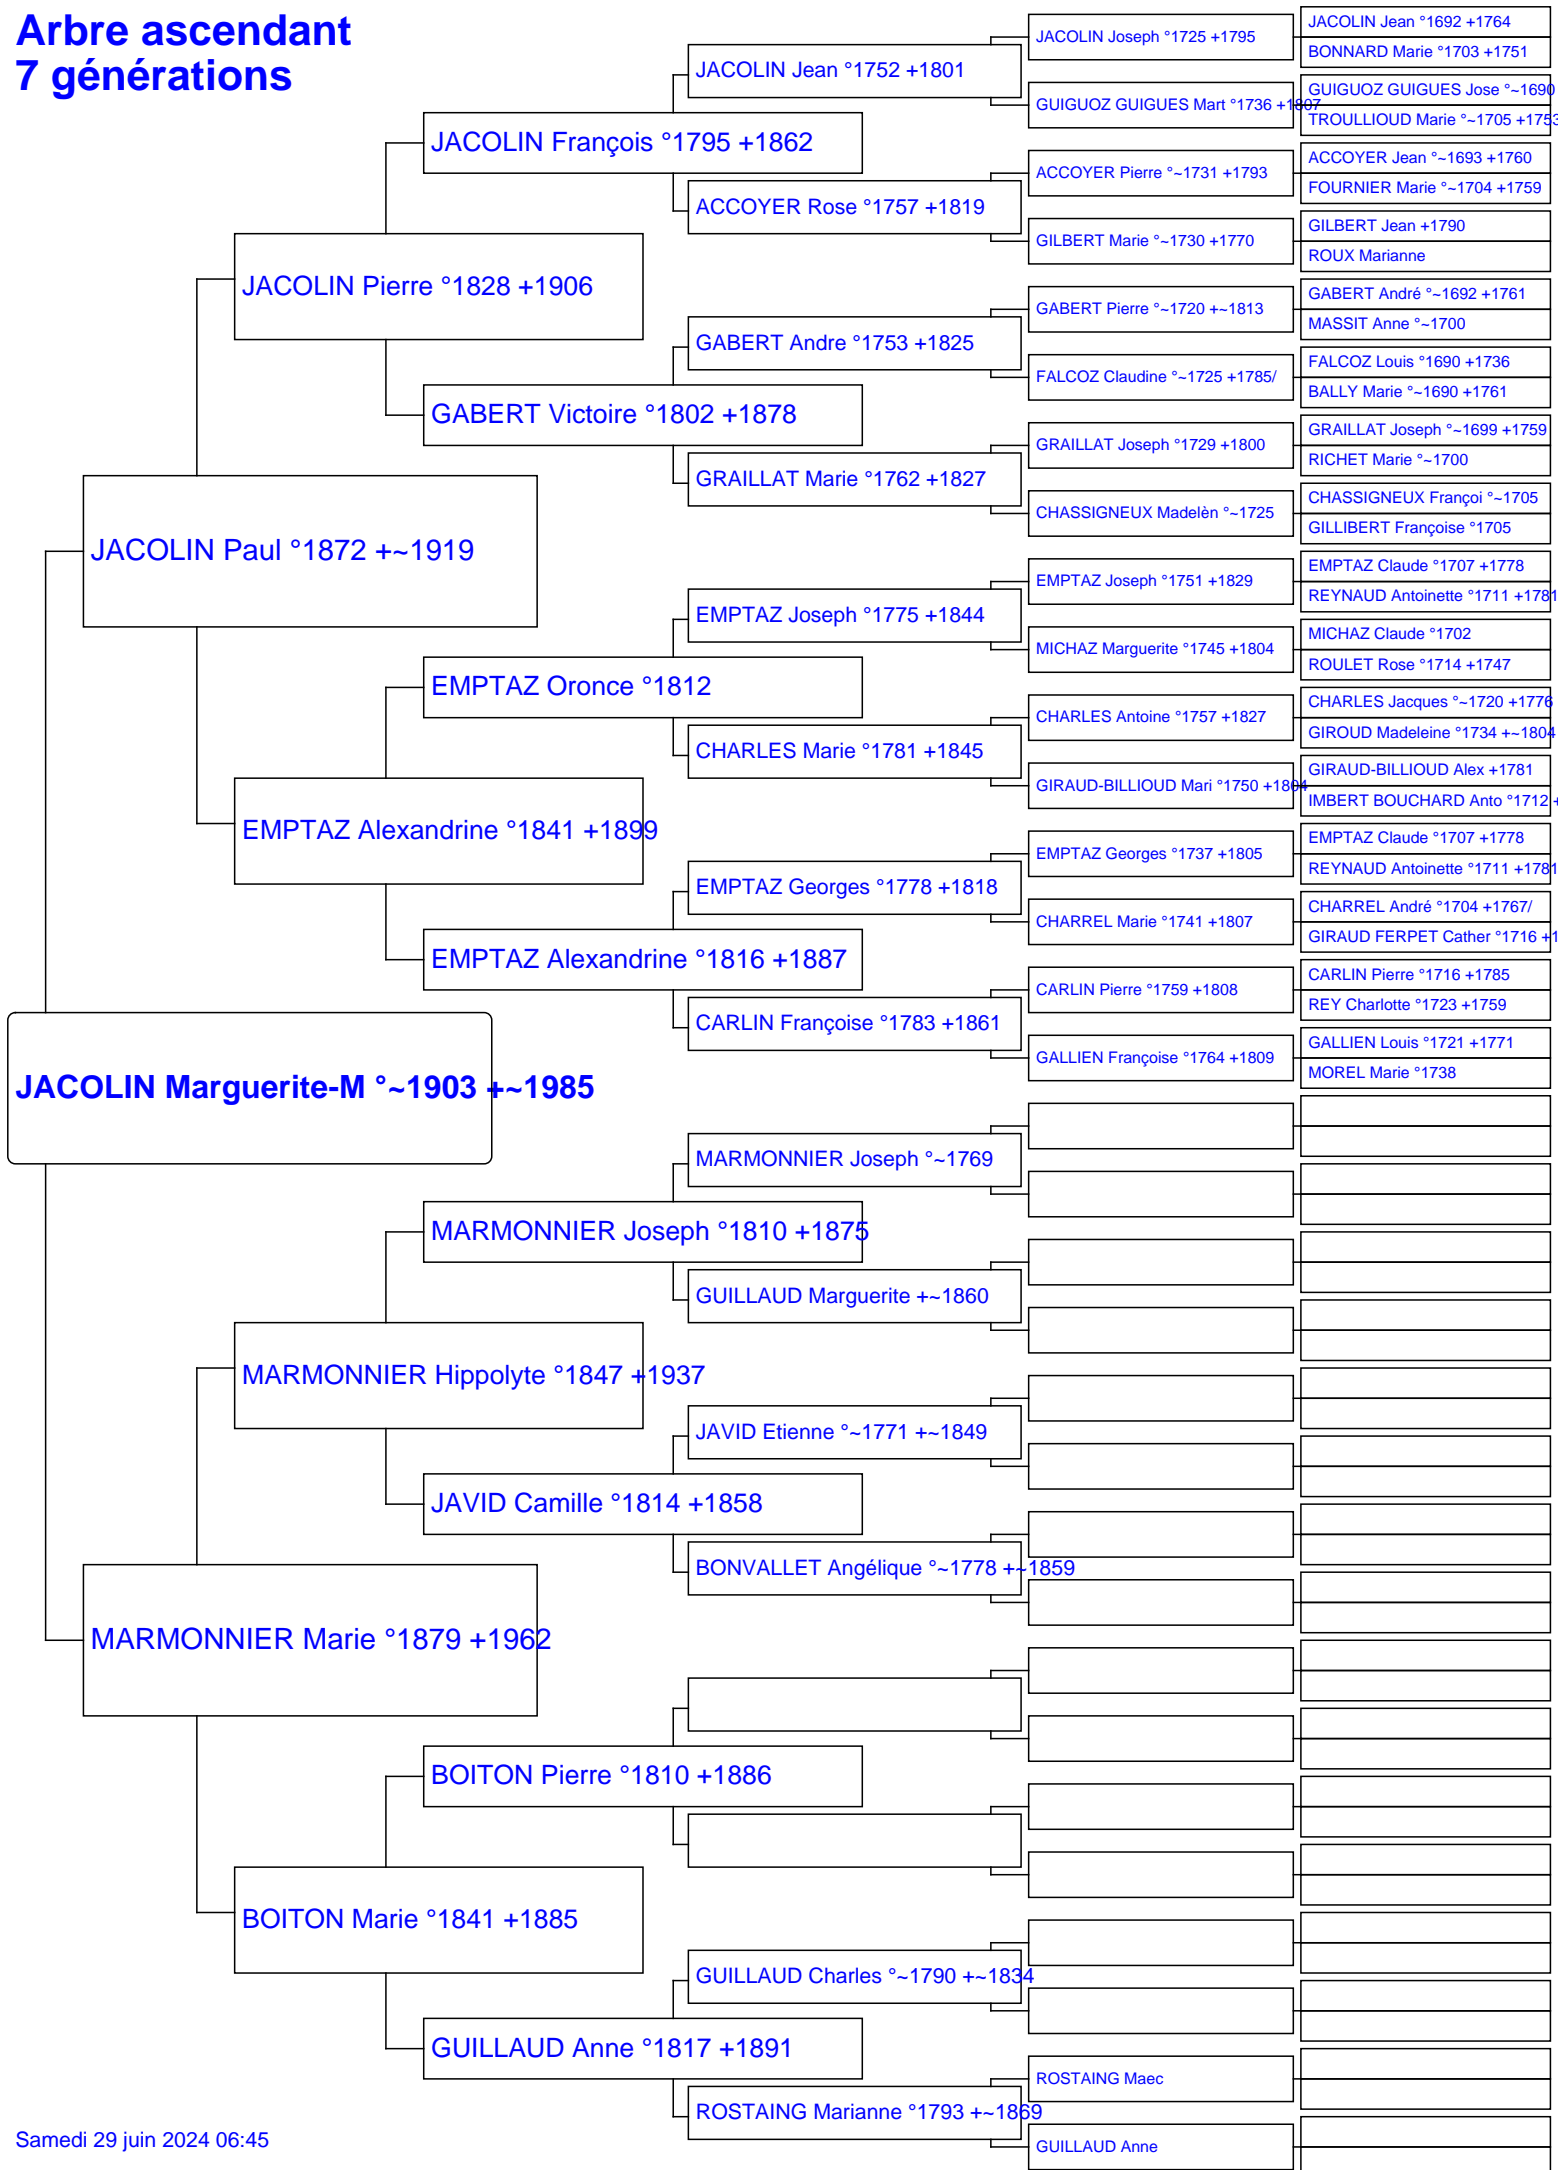 Arbre ascendant
7 générations
JACOLIN Marguerite-M °~1903 +~1985
JACOLIN Paul °1872 +~1919
MARMONNIER Marie °1879 +1962
JACOLIN Pierre °1828 +1906
EMPTAZ Alexandrine °1841 +1899
MARMONNIER Hippolyte °1847 +1937
BOITON Marie °1841 +1885
JACOLIN François °1795 +1862
GABERT Victoire °1802 +1878
EMPTAZ Oronce °1812
EMPTAZ Alexandrine °1816 +1887
MARMONNIER Joseph °1810 +1875
JAVID Camille °1814 +1858
BOITON Pierre °1810 +1886
GUILLAUD Anne °1817 +1891
JACOLIN Jean °1752 +1801
ACCOYER Rose °1757 +1819
GABERT Andre °1753 +1825
GRAILLAT Marie °1762 +1827
EMPTAZ Joseph °1775 +1844
CHARLES Marie °1781 +1845
EMPTAZ Georges °1778 +1818
CARLIN Françoise °1783 +1861
MARMONNIER Joseph °~1769
GUILLAUD Marguerite +~1860
JAVID Etienne °~1771 +~1849
BONVALLET Angélique °~1778 +~1859
GUILLAUD Charles °~1790 +~1834
ROSTAING Marianne °1793 +~1869
JACOLIN Joseph °1725 +1795
GUIGUOZ GUIGUES Mart °1736 +1807
ACCOYER Pierre °~1731 +1793
GILBERT Marie °~1730 +1770
GABERT Pierre °~1720 +~1813
FALCOZ Claudine °~1725 +1785/
GRAILLAT Joseph °1729 +1800
CHASSIGNEUX Madelèn °~1725
EMPTAZ Joseph °1751 +1829
MICHAZ Marguerite °1745 +1804
CHARLES Antoine °1757 +1827
GIRAUD-BILLIOUD Mari °1750 +1804
EMPTAZ Georges °1737 +1805
CHARREL Marie °1741 +1807
CARLIN Pierre °1759 +1808
GALLIEN Françoise °1764 +1809
ROSTAING Maec
GUILLAUD Anne
JACOLIN Jean °1692 +1764
BONNARD Marie °1703 +1751
GUIGUOZ GUIGUES Jose °~1690
TROULLIOUD Marie °~1705 +1753
ACCOYER Jean °~1693 +1760
FOURNIER Marie °~1704 +1759
GILBERT Jean +1790
ROUX Marianne
GABERT André °~1692 +1761
MASSIT Anne °~1700
FALCOZ Louis °1690 +1736
BALLY Marie °~1690 +1761
GRAILLAT Joseph °~1699 +1759
RICHET Marie °~1700
CHASSIGNEUX Françoi °~1705
GILLIBERT Françoise °1705
EMPTAZ Claude °1707 +1778
REYNAUD Antoinette °1711 +1781
MICHAZ Claude °1702
ROULET Rose °1714 +1747
CHARLES Jacques °~1720 +1776
GIROUD Madeleine °1734 +~1804
GIRAUD-BILLIOUD Alex +1781
IMBERT BOUCHARD Anto °1712 +
EMPTAZ Claude °1707 +1778
REYNAUD Antoinette °1711 +1781
CHARREL André °1704 +1767/
GIRAUD FERPET Cather °1716 +1
CARLIN Pierre °1716 +1785
REY Charlotte °1723 +1759
GALLIEN Louis °1721 +1771
MOREL Marie °1738
Samedi 29 juin 2024 06:45